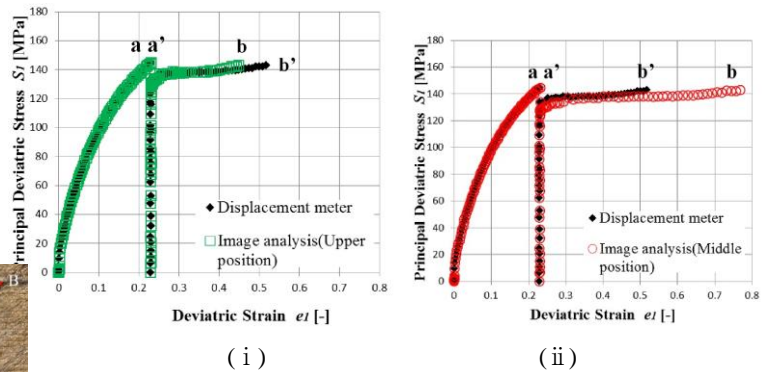 Principal Deviatric Stress S1 [MPa]
160
140
120
100
80
60
40
20
0
a a’ b
b’
◆Displacement meter
□Image analysis(Upper
position)
0 0.1 0.2 0.3 0.4 0.5 0.6 0.7 0.8
Deviatric Strain e1 [-]
(ⅰ)
B
Principal Deviatric Stress S1 [MPa]
180
160
140
120
100
80
60
40
20
0
a a’ b’ b
◆Displacement meter
○Image analysis(Middle
position)
0 0.1 0.2 0.3 0.4 0.5 0.6 0.7 0.8
Deviatric Strain e1 [-]
(ⅱ)